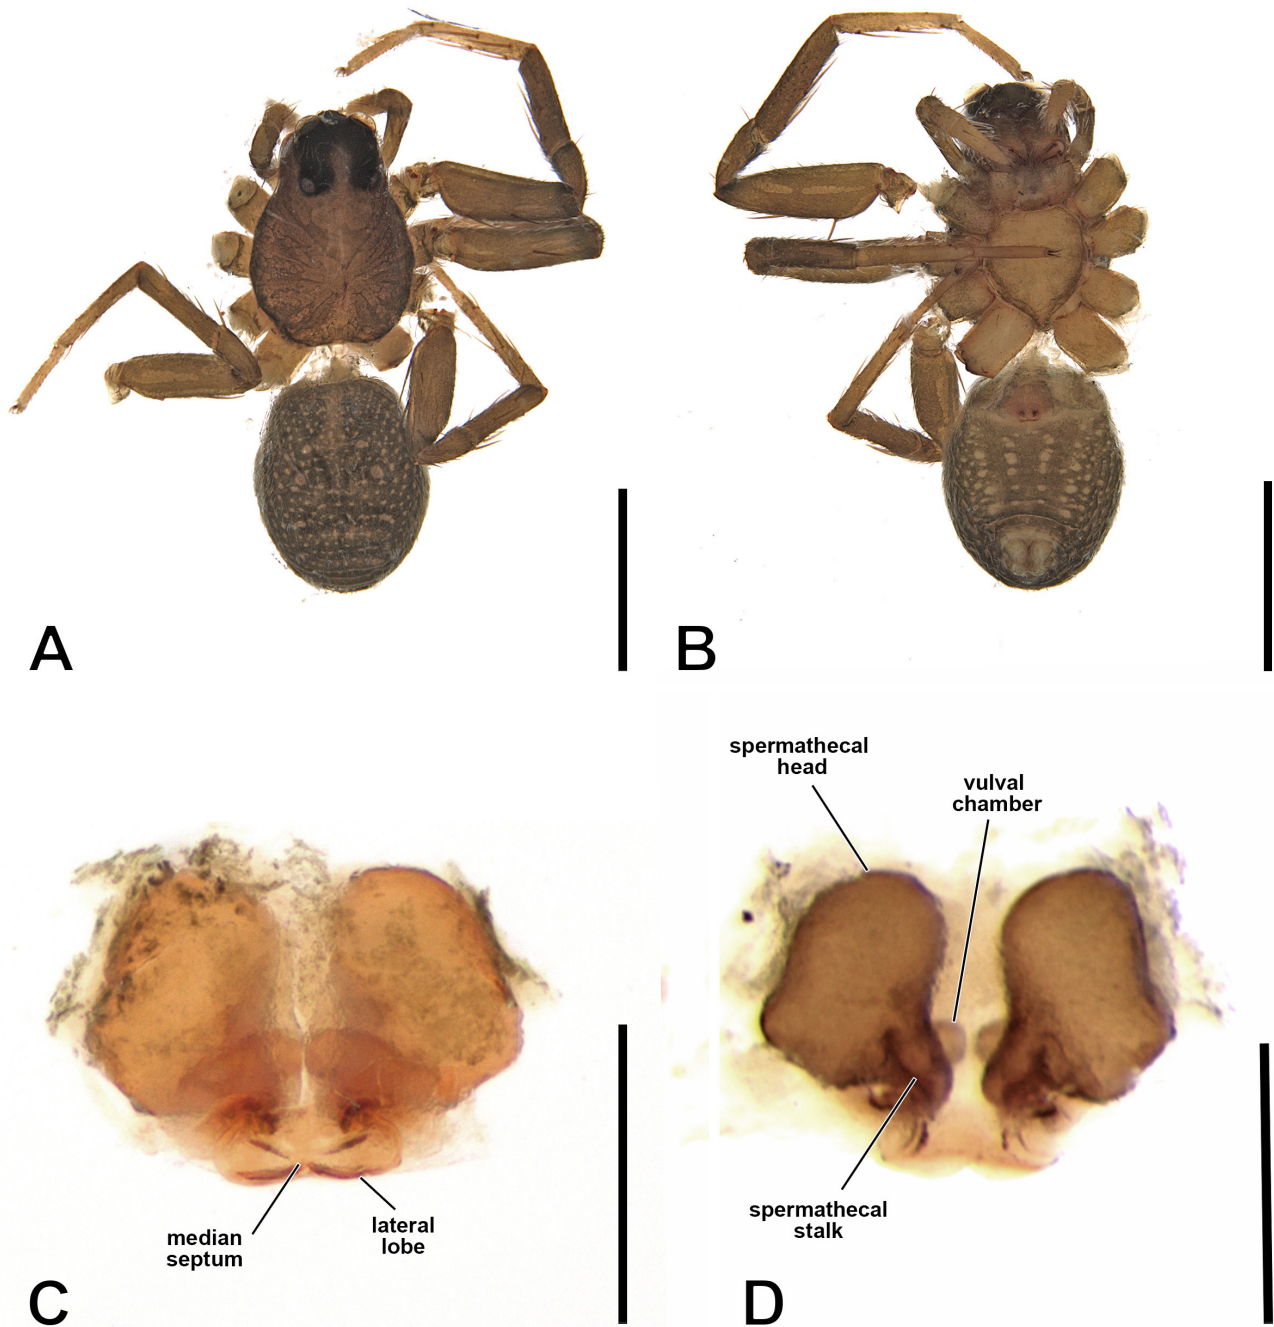 A
B
spermathecal
head
vulval
chamber
median
septum
lateral
lobe
spermathecal
stalk
C
D